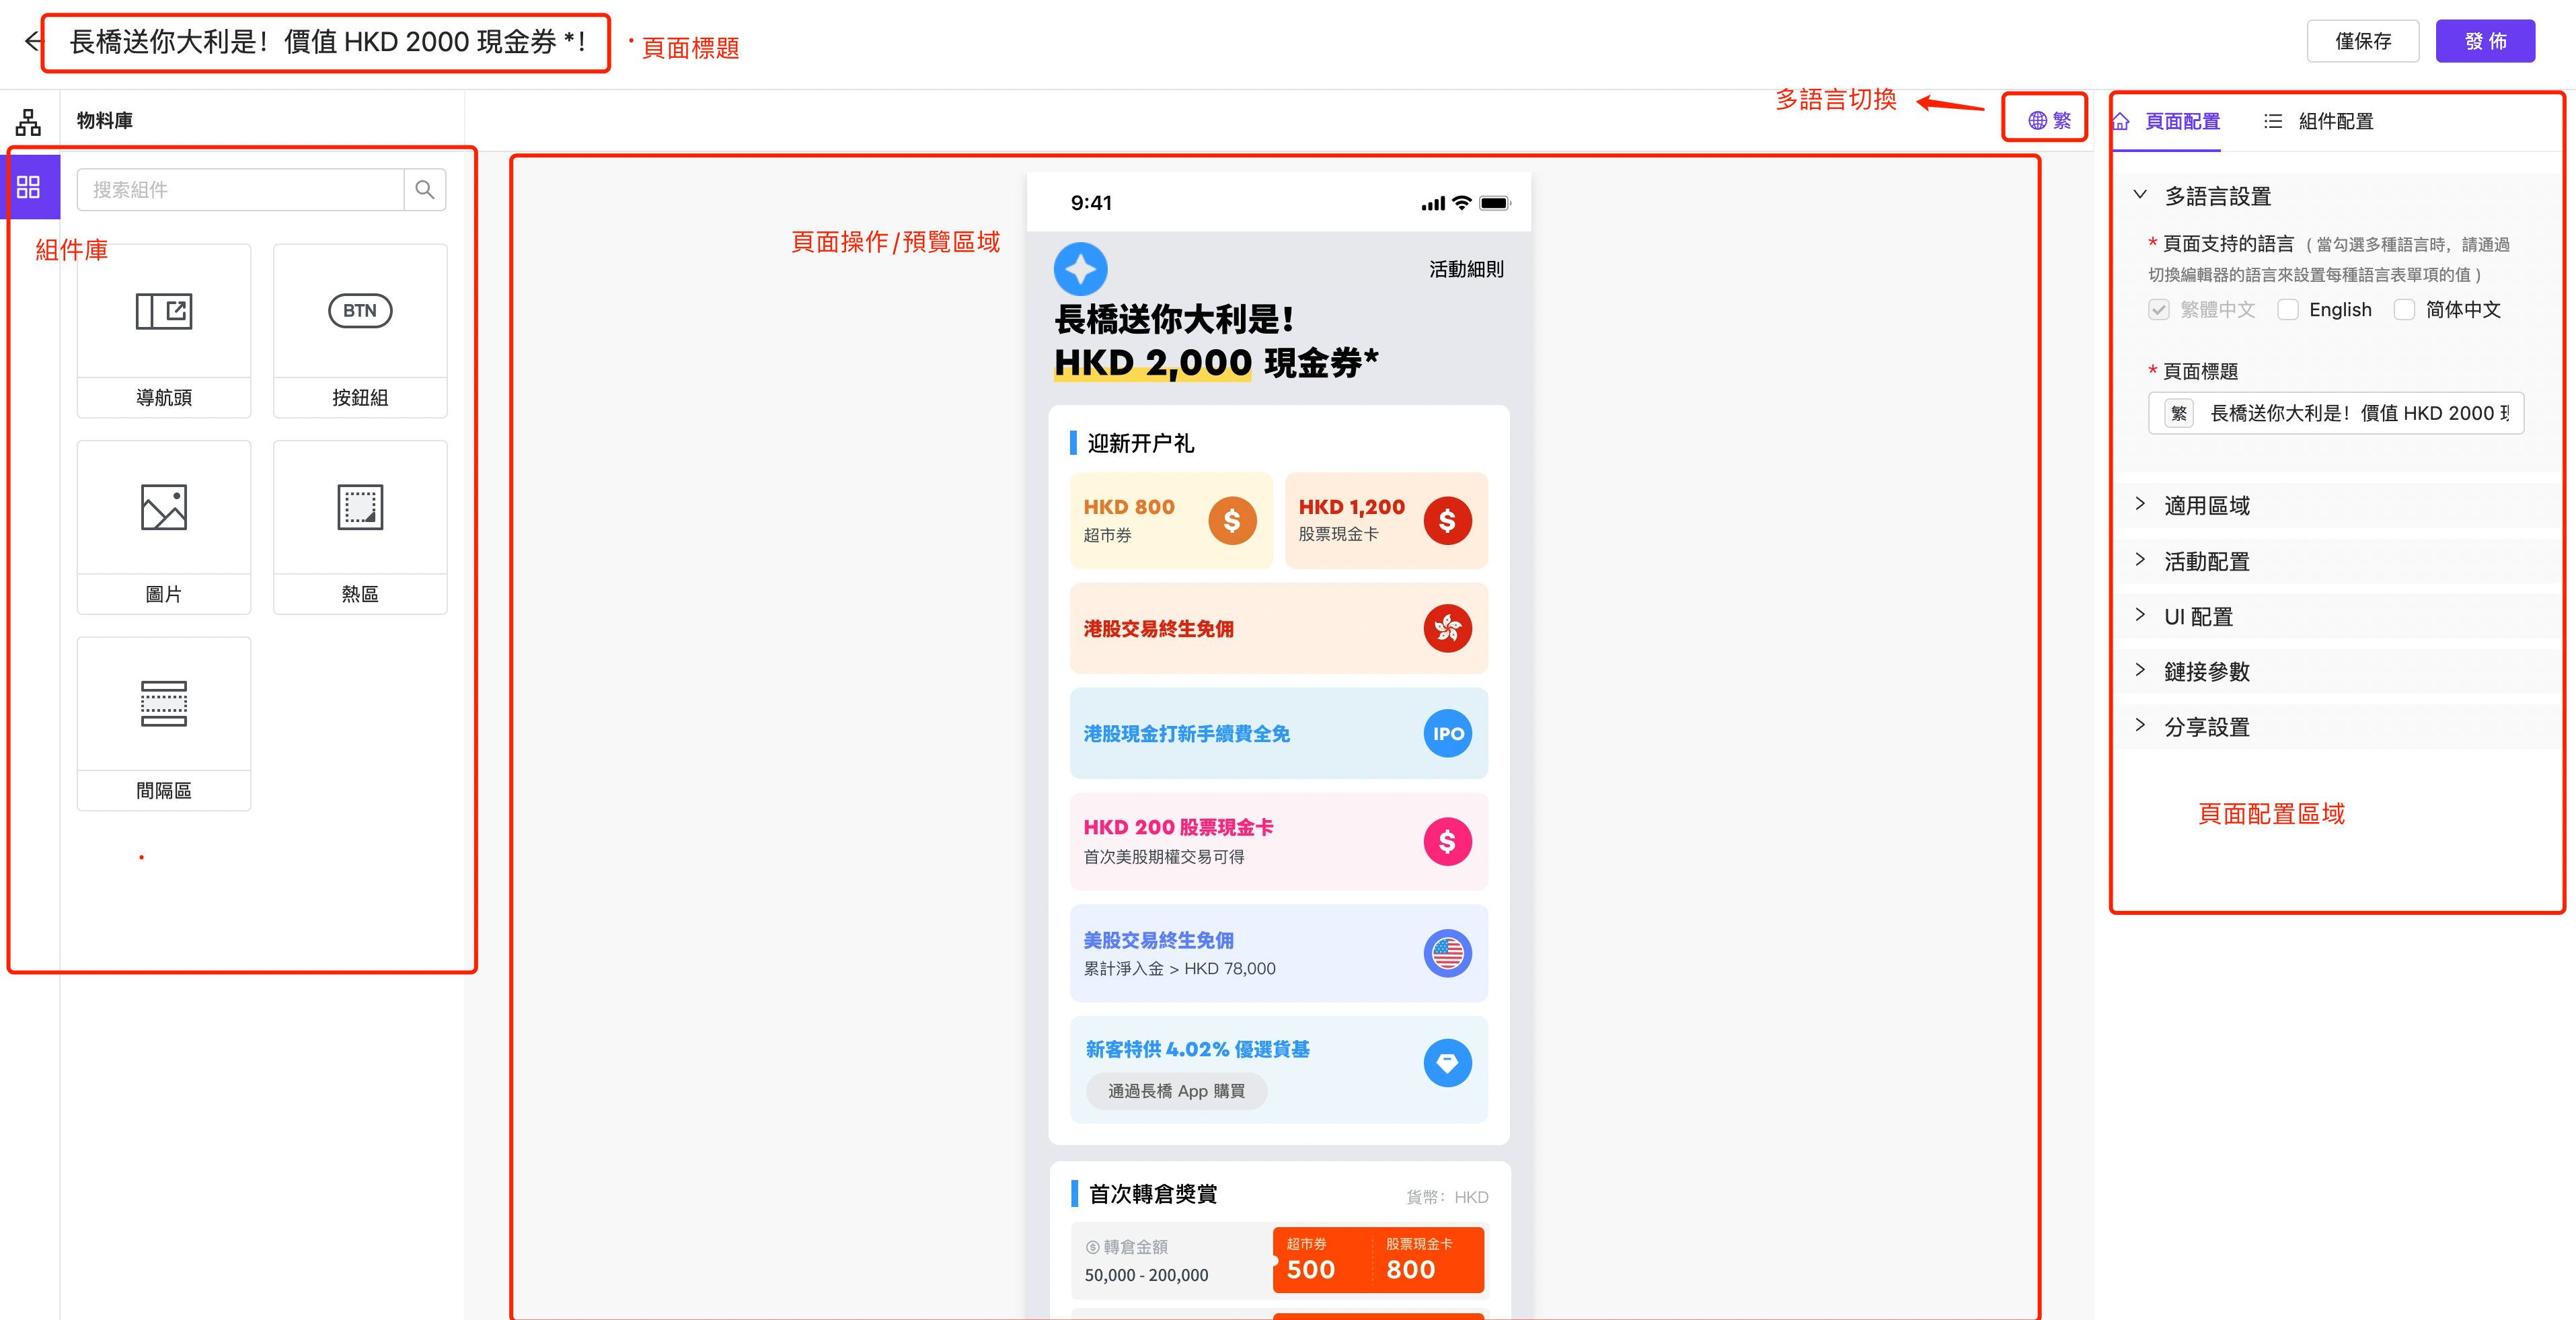 長橋送你大利是！價值 HKD 2000 現金券 *！
頁面標題
僅保存
發佈
物料庫
多語言切換
繁
頁面配置
組件配置
搜索組件
組件庫
導航頭
BTN
按鈕組
圖片
熱區
間隔區
頁面操作/預覽區域
9:41
活動細則
長橋送你大利是！
HKD 2,000 現金券*
迎新开户礼
HKD 800
超市券
$
HKD 1,200
股票現金卡
$
港股交易終生免佣
港股現金打新手續費全免
IPO
HKD 200 股票現金卡
首次美股期權交易可得
$
美股交易終生免佣
累計淨入金 > HKD 78,000
新客特供 4.02% 優選貨基
通過長橋 App 購買
首次轉倉獎賞
貨幣：HKD
轉倉金額
50,000 - 200,000
超市券
500
股票現金卡
800
多語言設置
* 頁面支持的語言（當勾選多種語言時，請通過
切換編輯器的語言來設置每種語言表單項的值）
繁體中文
English
简体中文
* 頁面標題
繁 長橋送你大利是！價值 HKD 2000
適用區域
活動配置
UI 配置
鏈接參數
分享設置
頁面配置區域